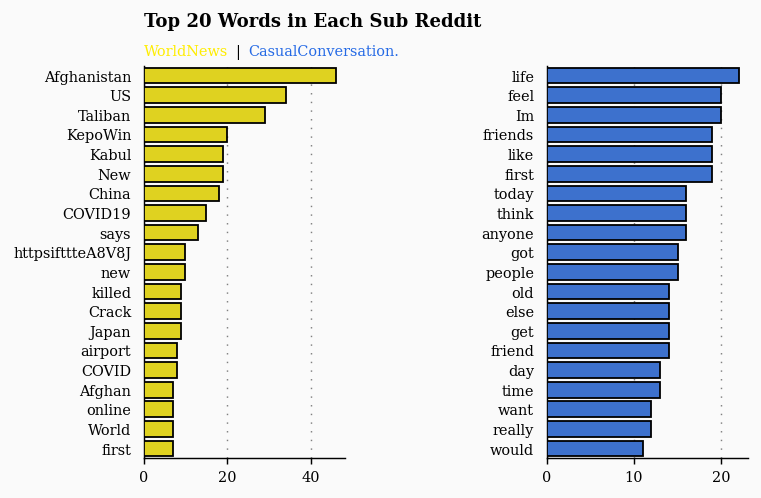 Top 20 Words in Each Sub Reddit
WorldNews | CasualConversation.
Afghanistan
US
Taliban
KepoWin
Kabul
New
China
COVID19
says
httpsifttteA8V8J
new
killed
Crack
Japan
airport
COVID
Afghan
online
World
first
0 20 40
life
feel
Im
friends
like
first
today
think
anyone
got
people
old
else
get
friend
day
time
want
really
would
0 10 20